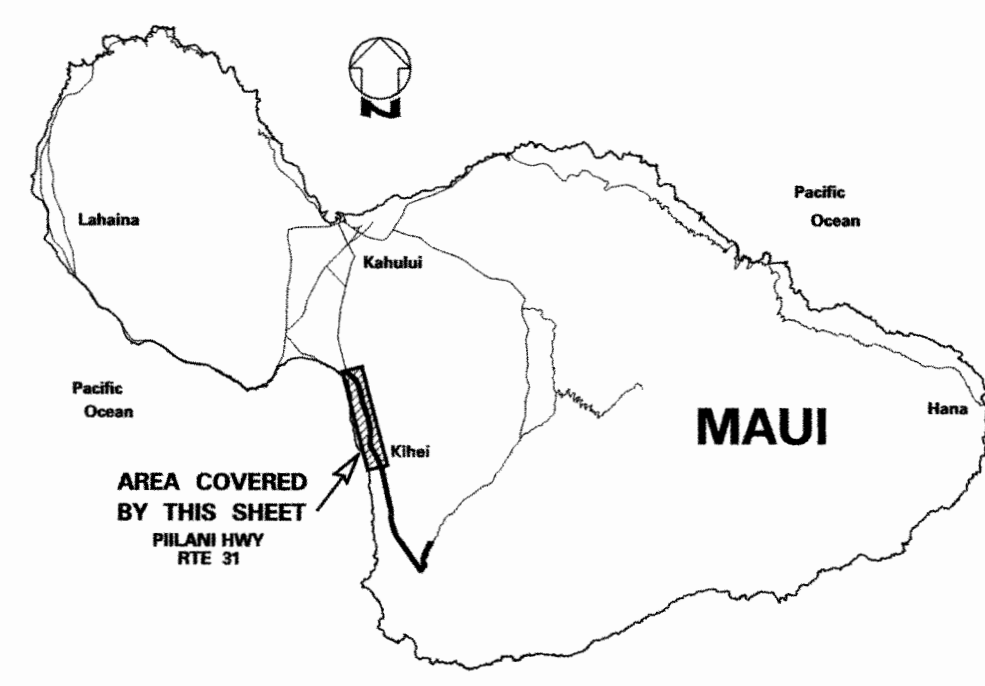 N
Pacific
Ocean
Lahaina
Kahului
Pacific
Ocean
Hana
MAUI
Kihei
AREA COVERED
BY THIS SHEET
PIILANI HWY
RTE 31